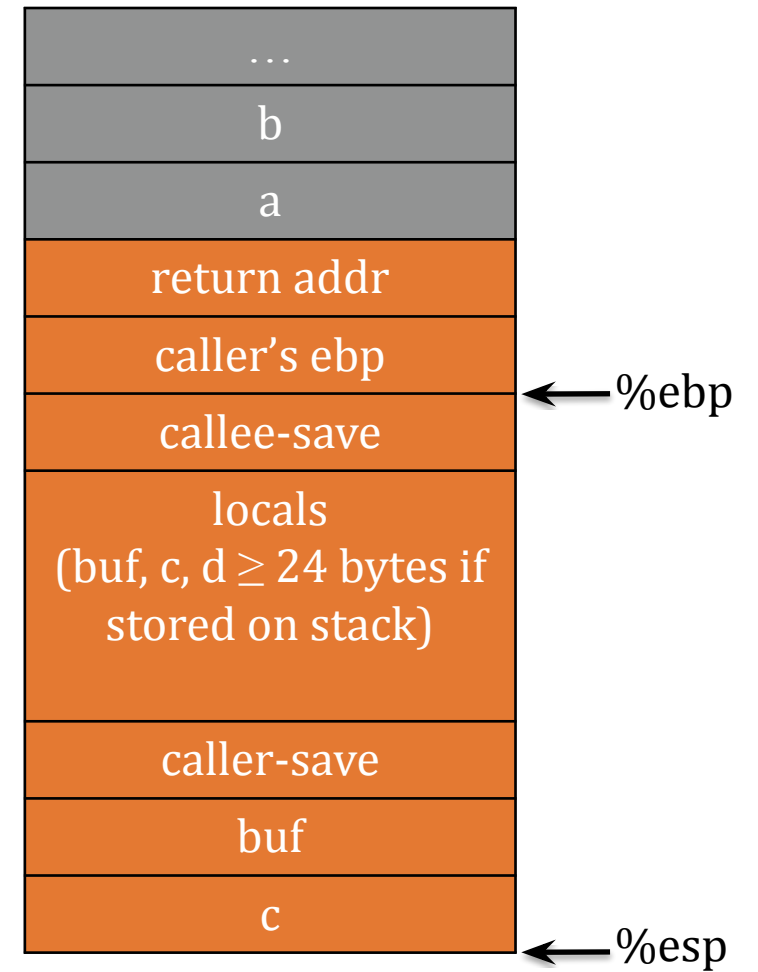 …
b
a
return addr
caller’s ebp
%ebp
callee-save
locals
(buf, c, d ≥ 24 bytes if
stored on stack)
caller-save
buf
c
%esp